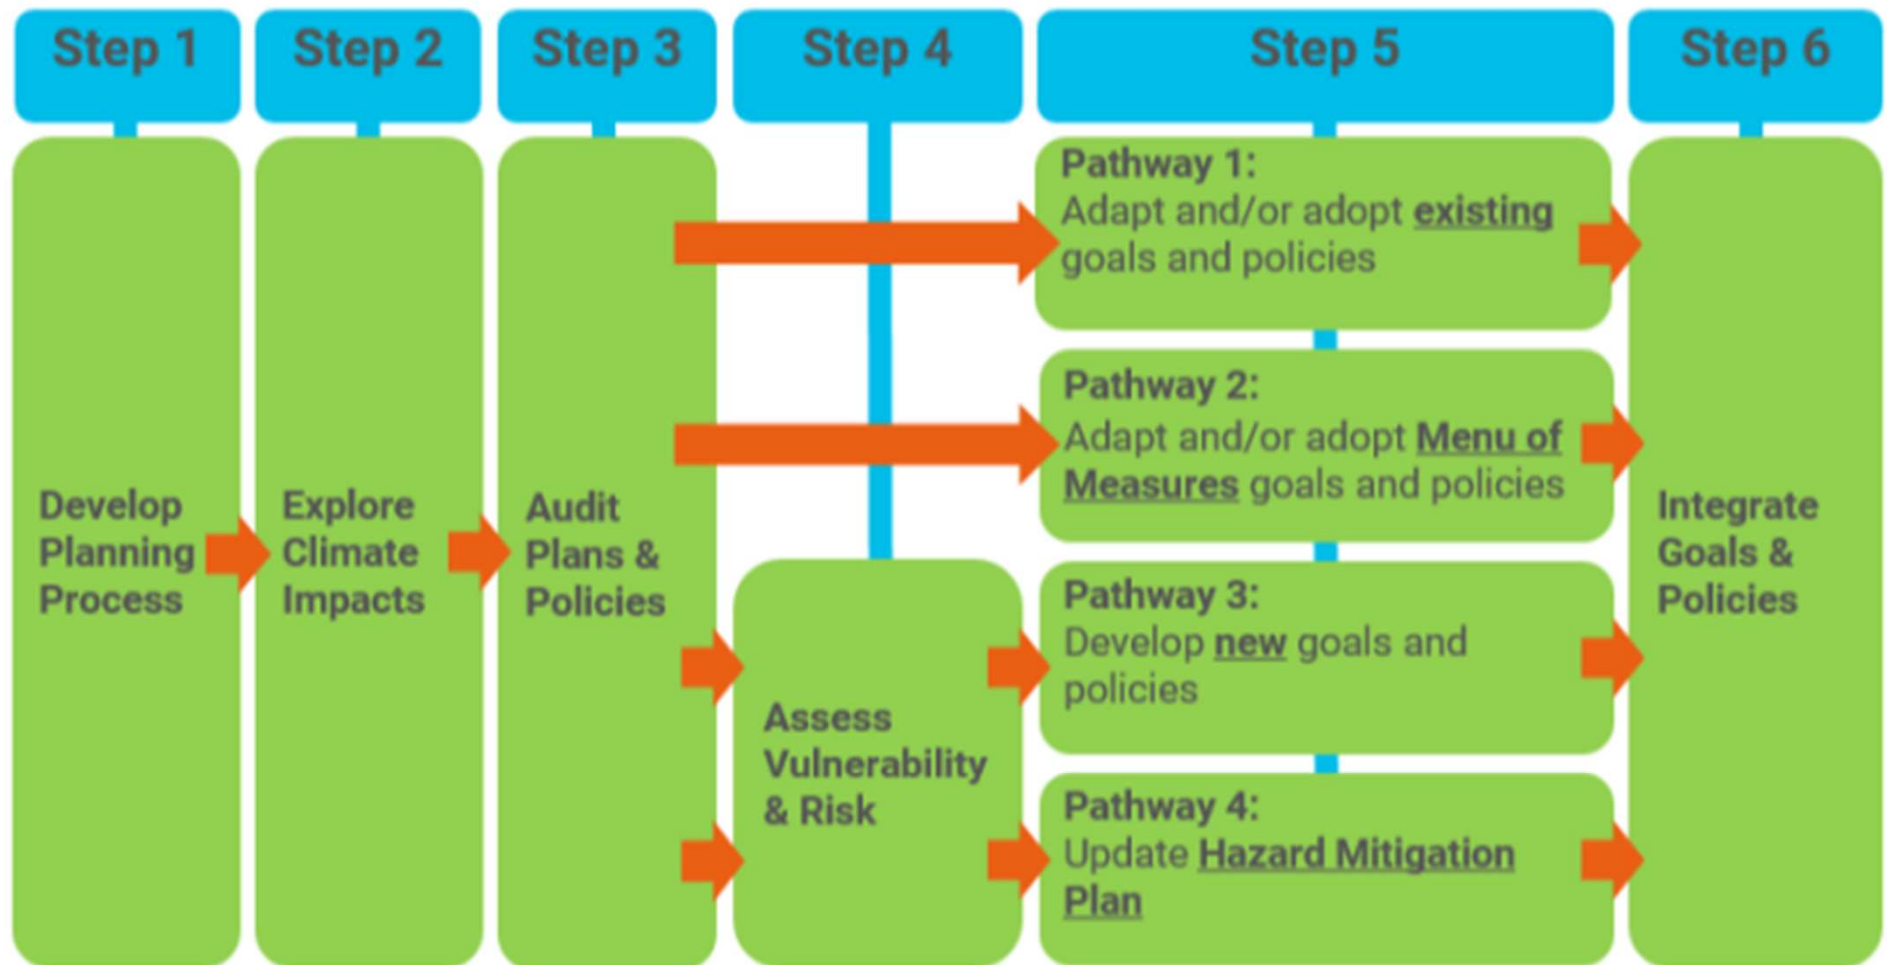 Step 1
Step 2
Step 3
Step 4
Step 5
Step 6
Develop
Planning
Process
Explore
Climate
Impacts
Audit
Plans &
Policies
Assess
Vulnerability
& Risk
Pathway 1:
Adapt and/or adopt existing
goals and policies
Pathway 2:
Adapt and/or adopt Menu of
Measures goals and policies
Pathway 3:
Develop new goals and
policies
Pathway 4:
Update Hazard Mitigation
Plan
Integrate
Goals &
Policies